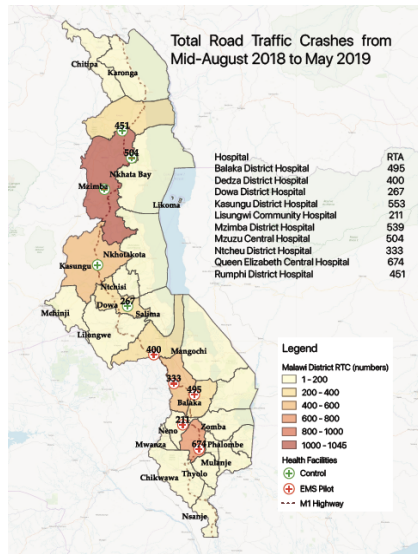 Total Road Traffic Crashes from
Mid-August 2018 to May 2019
Chitipa
Karonga
451
504
Nkhata Bay
Mzimba
Likoma
Hospital RTA
Balaka District Hospital 495
Dedza District Hospital 400
Dowa District Hospital 267
Kasungu District Hospital 553
Lisungwi Community Hospital 211
Mzimba District Hospital 539
Mzuzu Central Hospital 504
Ntcheu District Hospital 333
Queen Elizabeth Central Hospital 674
Rumphi District Hospital 451
Nkhotakota
Kasungu
Ntchisi
267
Dowa
Mchinji
Salima
Lilongwe
400
Mangochi
333
495
Balaka
211
Zomba
Neno
Mwanza
674
Phalombe
Mulanje
Thyolo
Chikwawa
Nsanje
Legend
Malawi District RTC (numbers)
1 - 200
200 - 400
400 - 600
600 - 800
800 - 1000
1000 - 1045
Health Facilities
Control
EMS Pilot
M1 Highway